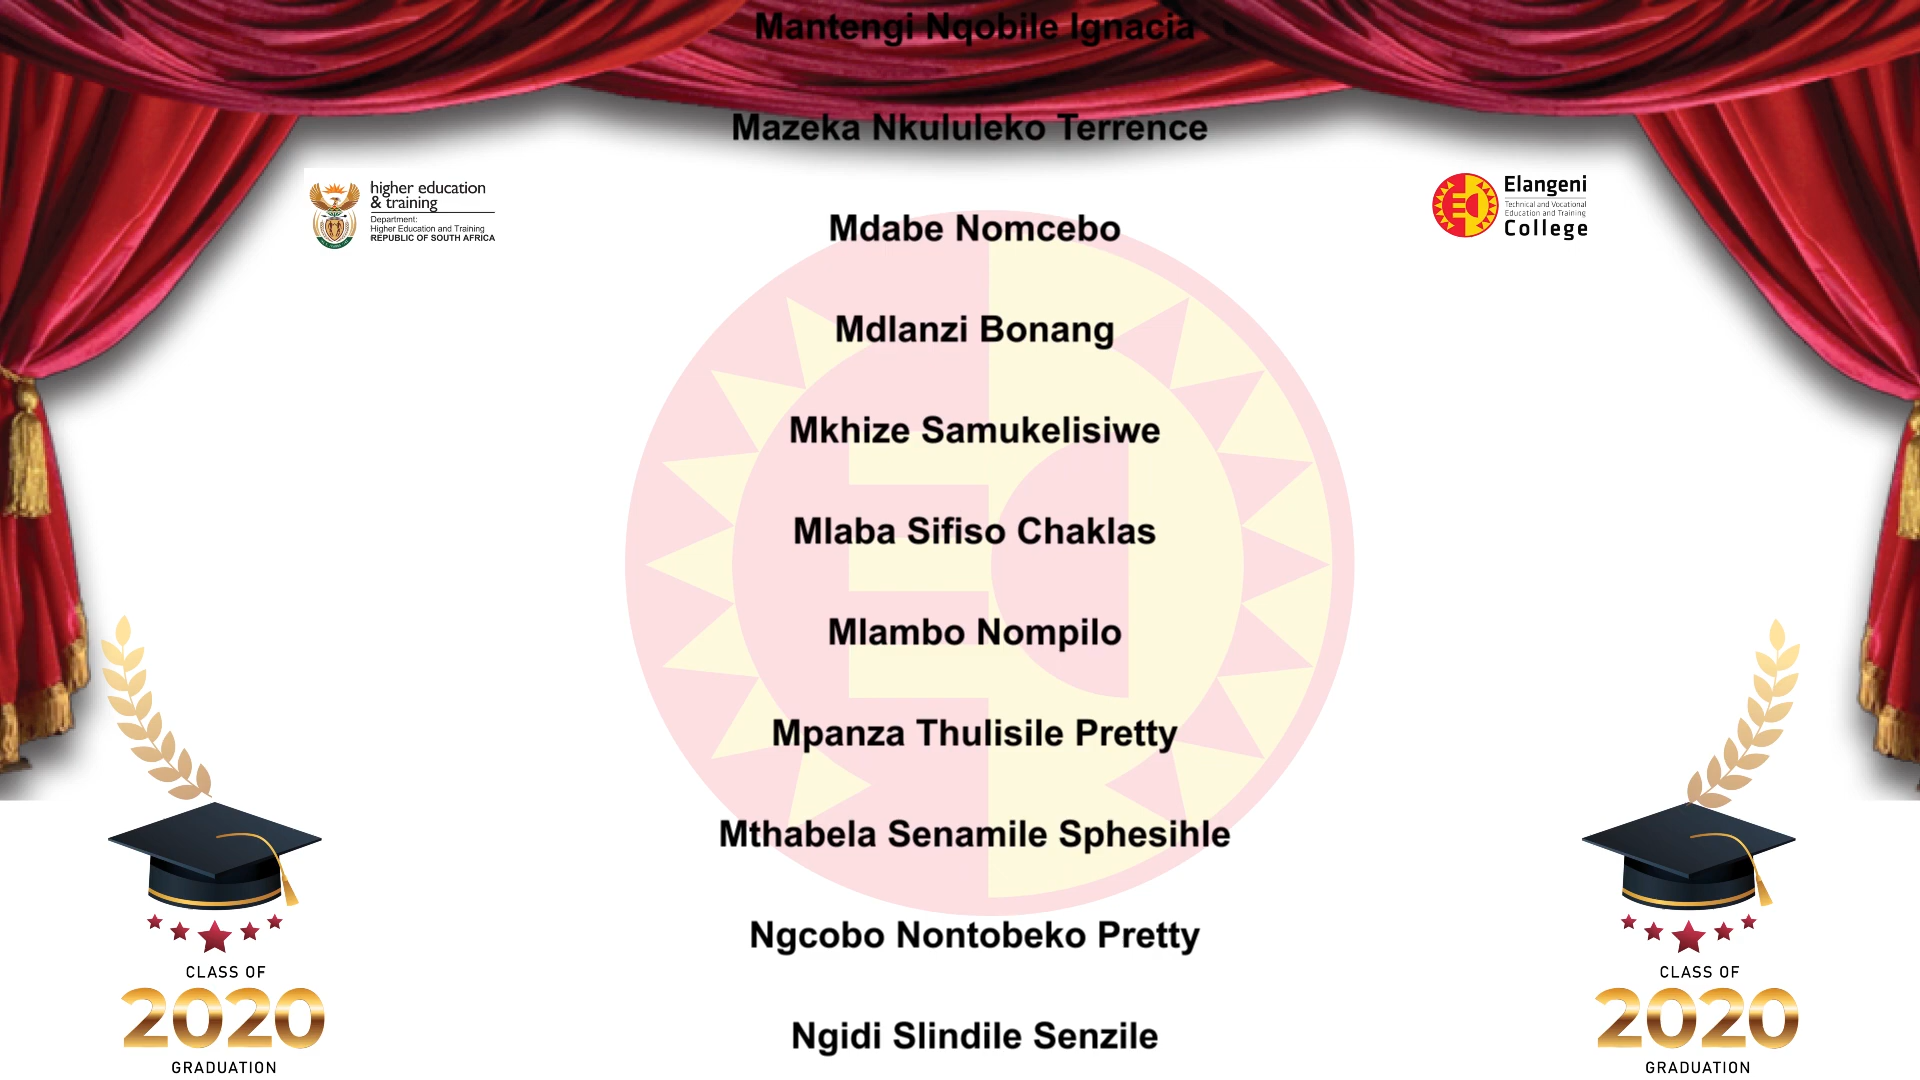 Mantengi Nqobile Ignacia
Mazeka Nkululeko Terrence
higher education
& training
Department:
Higher Education and Training
REPUBLIC OF SOUTH AFRICA
Elangeni
Technical and Vocational
Education and Training
College
Mdabe Nomcebo
Mdlanzi Bonang
Mkhize Samukelisiwe
Mlaba Sifiso Chaklas
Mlambo Nompilo
Mpanza Thulisile Pretty
Mthabela Senamile Sphesihle
Ngcobo Nontobeko Pretty
Ngidi Slindile Senzile
CLASS OF
2020
GRADUATION
CLASS OF
2020
GRADUATION